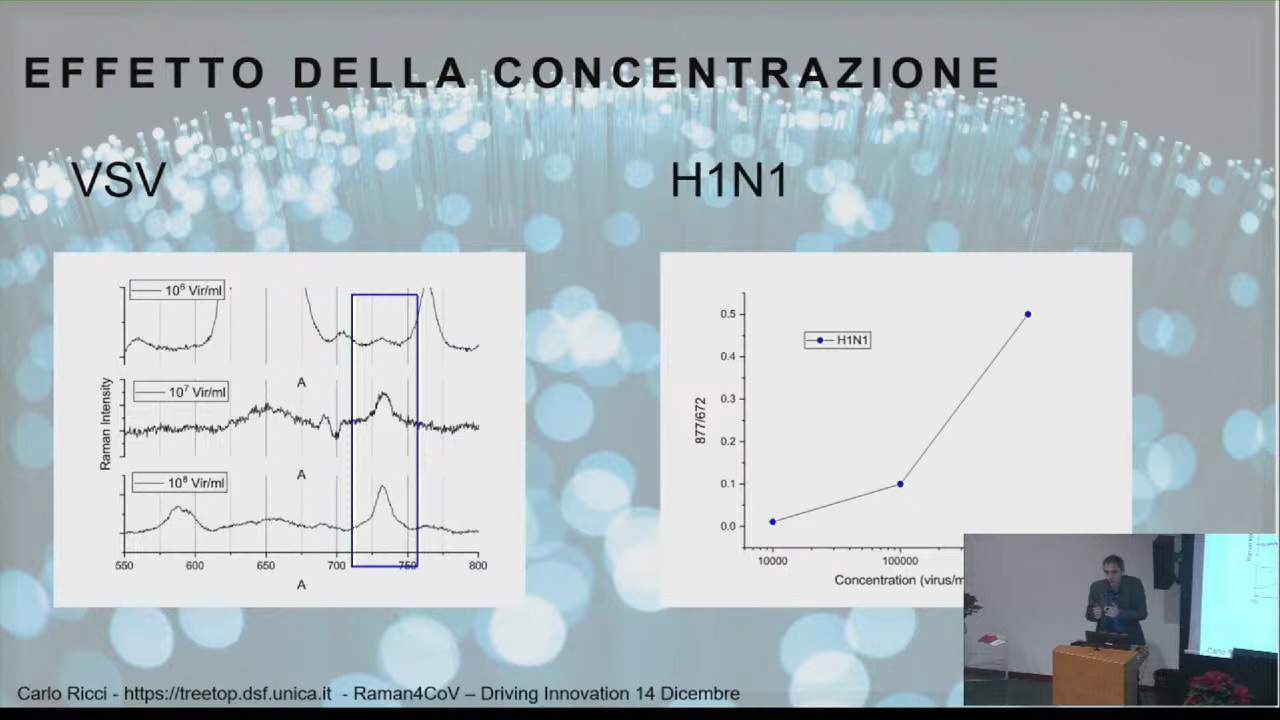 EFFETTO DELLA CONCENTRAZIONE
VSV
H1N1
10⁶ Vir/ml
A
10⁷ Vir/ml
Raman Intensity
A
10⁸ Vir/ml
550 600 650 700 750 800
A
0.5
H1N1
0.4
0.3
877/672
0.2
0.1
0.0
10000 100000
Concentration (virus/m
Carlo Ricci - https://treetop.dsf.unica.it - Raman4CoV – Driving Innovation 14 Dicembre